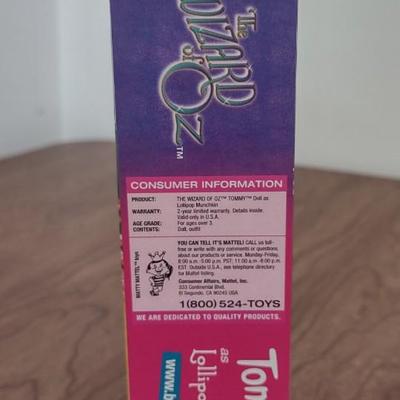 The
WIZARD
of
Oz™
CONSUMER INFORMATION
PRODUCT: THE WIZARD OF OZ™ TOMMY™ Doll as
Lollipop Munchkin
WARRANTY: 2-year limited warranty. Details inside.
Valid only in U.S.A.
AGE GRADE: For ages over 3.
CONTENTS: Doll, outfit
YOU CAN TELL IT'S MATTEL! CALL us toll-
free or write with any comments or questions
about our products or service. Monday-Friday,
8:00 a.m.-5:00 p.m. PST; 11:00 a.m.-8:00 p.m.
EST. Outside U.S.A., see telephone directory
for Mattel listing.
Consumer Affairs, Mattel, Inc.
333 Continental Blvd.
El Segundo, CA 90245 USA
1(800) 524-TOYS
MATTY MATTEL™ toys
WE ARE DEDICATED TO QUALITY PRODUCTS.
Tom
as
Lollipo
www.b